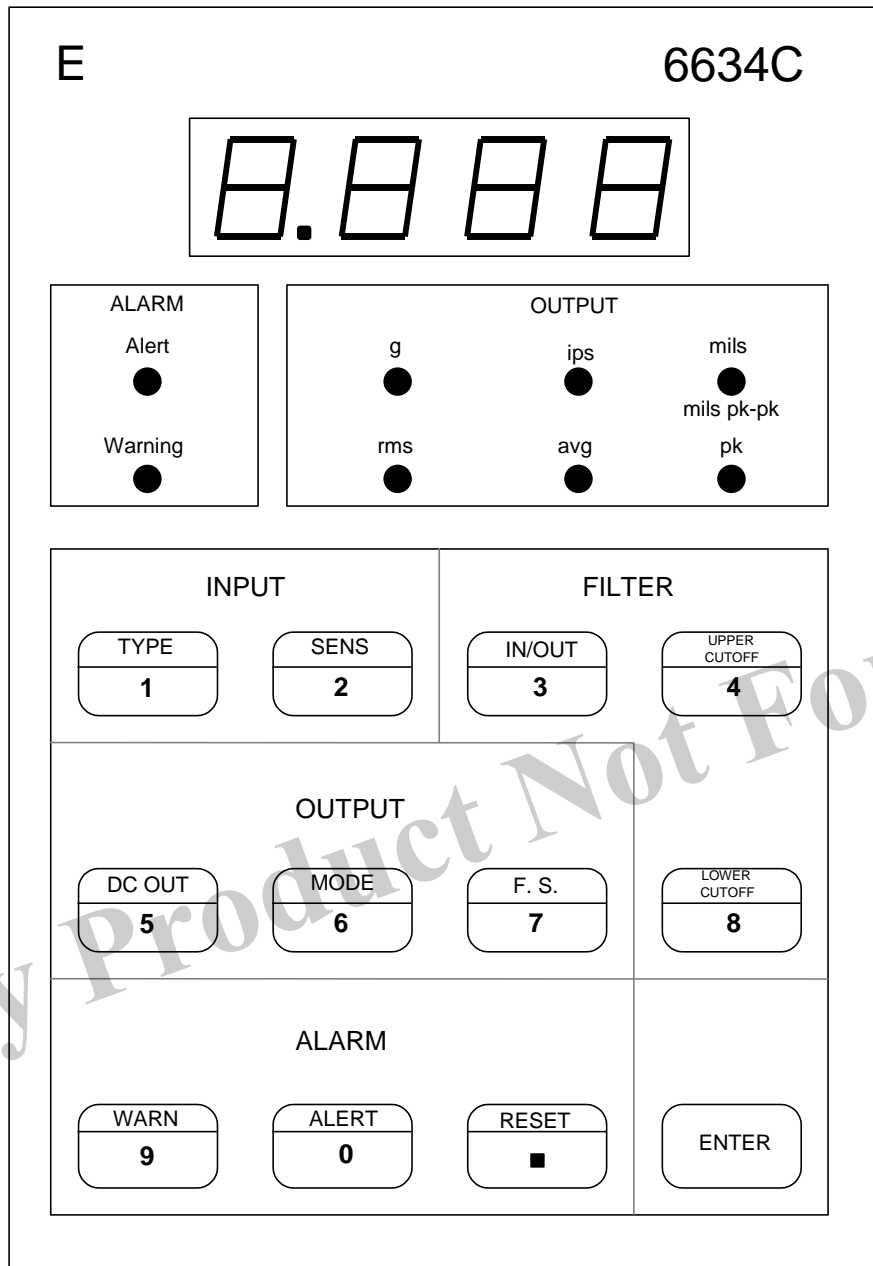 E 6634C
8.888
ALARM
Alert
Warning
OUTPUT
g ips mils
mils pk-pk
rms avg pk
INPUT FILTER
TYPE SENS IN/OUT UPPER
CUTOFF
1 2 3 4
OUTPUT
DC OUT MODE F. S. LOWER
CUTOFF
5 6 7 8
ALARM
WARN ALERT RESET
9 0 .
ENTER
y Product Not For